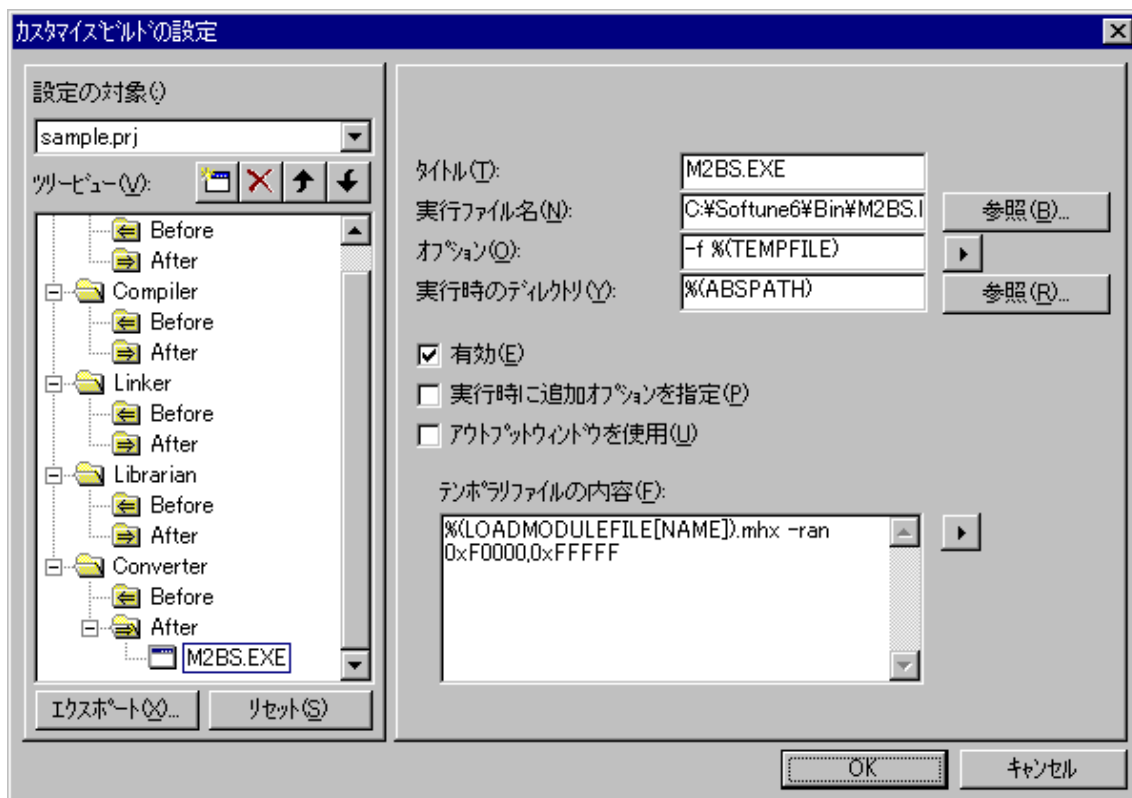 ｶｽﾀﾏｲｽﾞﾋﾞﾙﾄﾞの設定
設定の対象(:)
sample.prj
ﾂﾘｰﾋﾞｭｰ(V):
Before
After
Compiler
Before
After
Linker
Before
After
Librarian
Before
After
Converter
Before
After
M2BS.EXE
ｴｸｽﾎﾟｰﾄ(X)...
ﾘｾｯﾄ(S)
ﾀｲﾄﾙ(T):
M2BS.EXE
実行ﾌｧｲﾙ名(N):
C:¥Softune6¥Bin¥M2BS.I
参照(B)...
ｵﾌﾟｼｮﾝ(O):
-f %(TEMPFILE)
実行時のﾃﾞｨﾚｸﾄﾘ(Y):
%(ABSPATH)
参照(R)...
有効(E)
実行時に追加ｵﾌﾟｼｮﾝを指定(P)
ｱｳﾄﾌﾟｯﾄｳｨﾝﾄﾞｳを使用(U)
ﾃﾝﾎﾟﾗﾘﾌｧｲﾙの内容(F):
%(LOADMODULEFILE[NAME]).mhx -ran
0xF0000,0xFFFFF
OK
ｷｬﾝｾﾙ